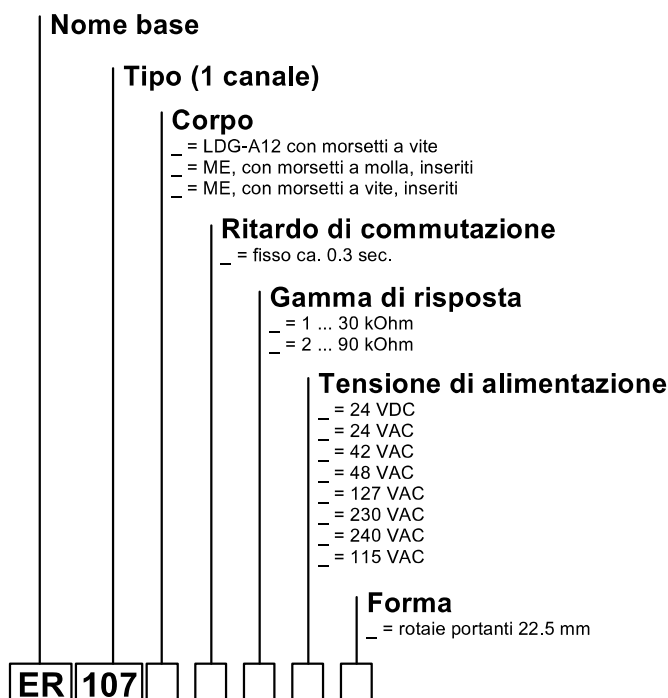 Nome base
Tipo (1 canale)
Corpo
_ = LDG-A12 con morsetti a vite
_ = ME, con morsetti a molla, inseriti
_ = ME, con morsetti a vite, inseriti
Ritardo di commutazione
_ = fisso ca. 0.3 sec.
Gamma di risposta
_ = 1 ... 30 kOhm
_ = 2 ... 90 kOhm
Tensione di alimentazione
_ = 24 VDC
_ = 24 VAC
_ = 42 VAC
_ = 48 VAC
_ = 127 VAC
_ = 230 VAC
_ = 240 VAC
_ = 115 VAC
Forma
_ = rotaie portanti 22.5 mm
ER 107